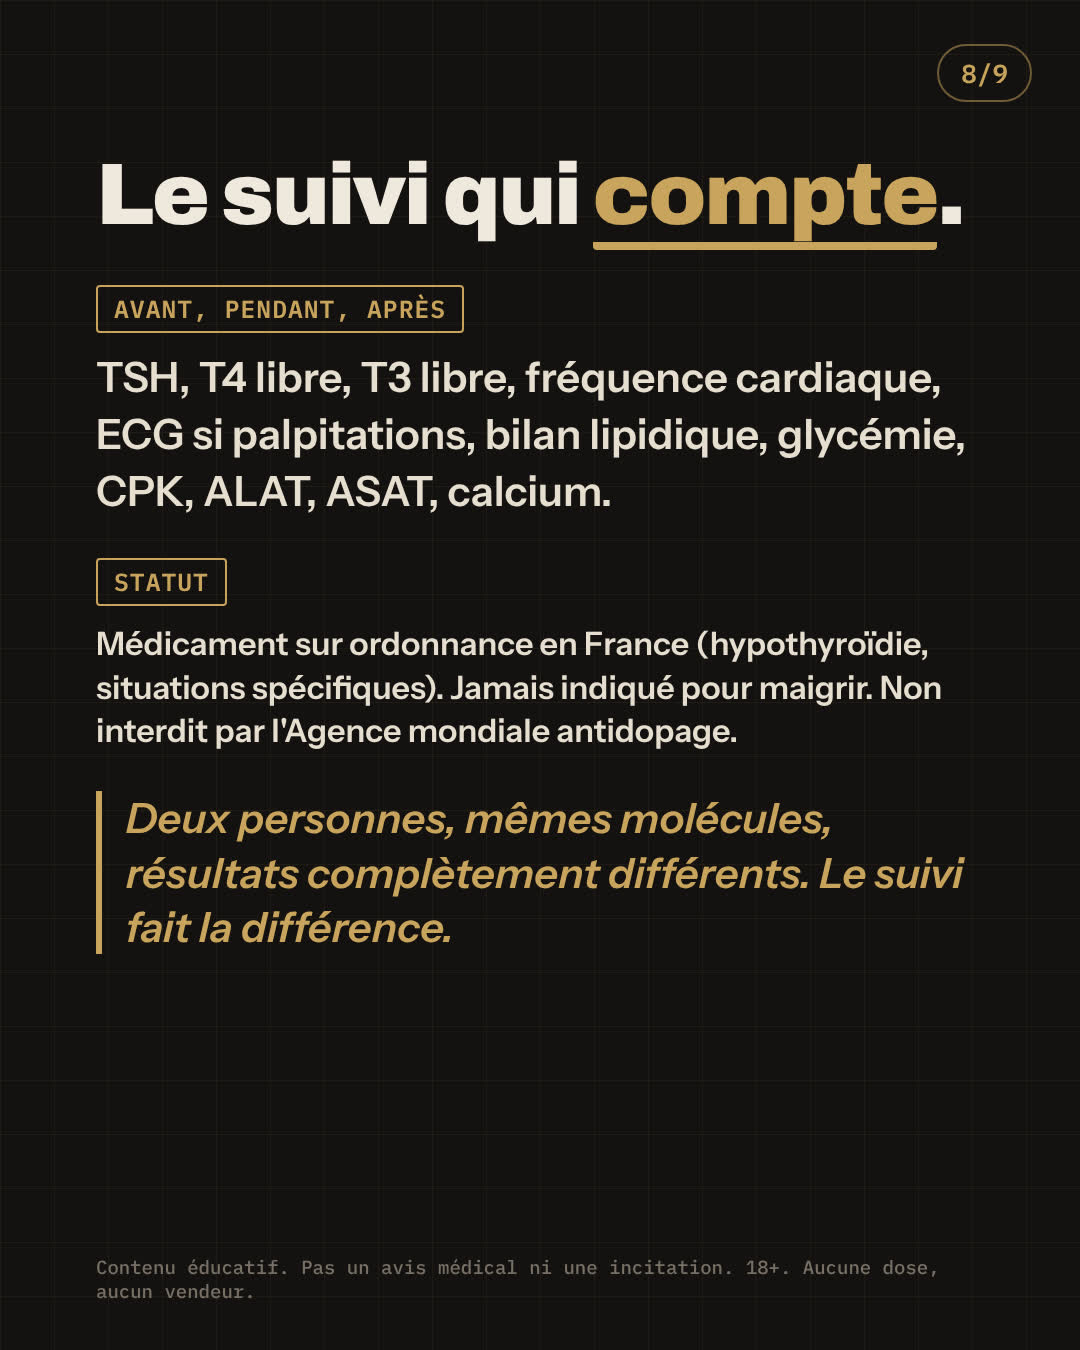 8/9
Le suivi qui compte.
AVANT, PENDANT, APRÈS
TSH, T4 libre, T3 libre, fréquence cardiaque,
ECG si palpitations, bilan lipidique, glycémie,
CPK, ALAT, ASAT, calcium.
STATUT
Médicament sur ordonnance en France (hypothyroïdie,
situations spécifiques). Jamais indiqué pour maigrir. Non
interdit par l'Agence mondiale antidopage.
Deux personnes, mêmes molécules,
résultats complètement différents. Le suivi
fait la différence.
Contenu éducatif. Pas un avis médical ni une incitation. 18+. Aucune dose,
aucun vendeur.